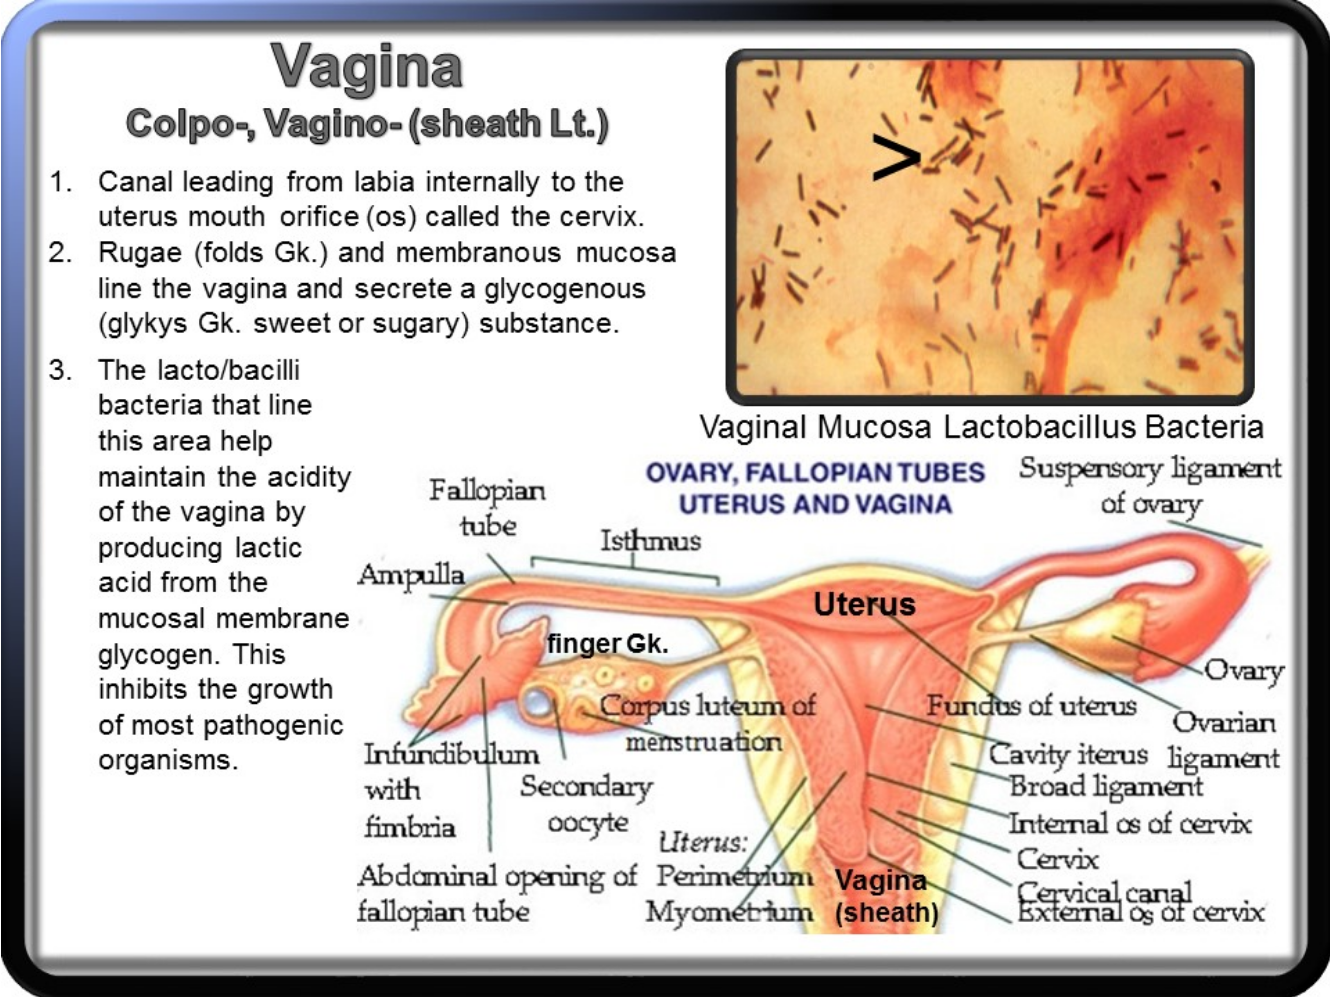 Vagina
Colpo-, Vagino- (sheath Lt.)
1. Canal leading from labia internally to the
uterus mouth orifice (os) called the cervix.
2. Rugae (folds Gk.) and membranous mucosa
line the vagina and secrete a glycogenous
(glykys Gk. sweet or sugary) substance.
3. The lacto/bacilli
bacteria that line
this area help
maintain the acidity
of the vagina by
producing lactic
acid from the
mucosal membrane
glycogen. This
inhibits the growth
of most pathogenic
organisms.
>
Vaginal Mucosa Lactobacillus Bacteria
OVARY, FALLOPIAN TUBES
UTERUS AND VAGINA
Suspensory ligament
of ovary
Fallopian
tube
Isthmus
Ampulla
Uterus
finger Gk.
Ovary
Corpus luteum of
menstruation
Fundus of uterus
Ovarian
ligament
Infundibulum
with
fimbria
Secondary
oocyte
Cavity iterus
Broad ligament
Internal os of cervix
Uterus:
Cervix
Abdominal opening of
fallopian tube
Perimetrium
Myometrium
Vagina
(sheath)
Cervical canal
External os of cervix